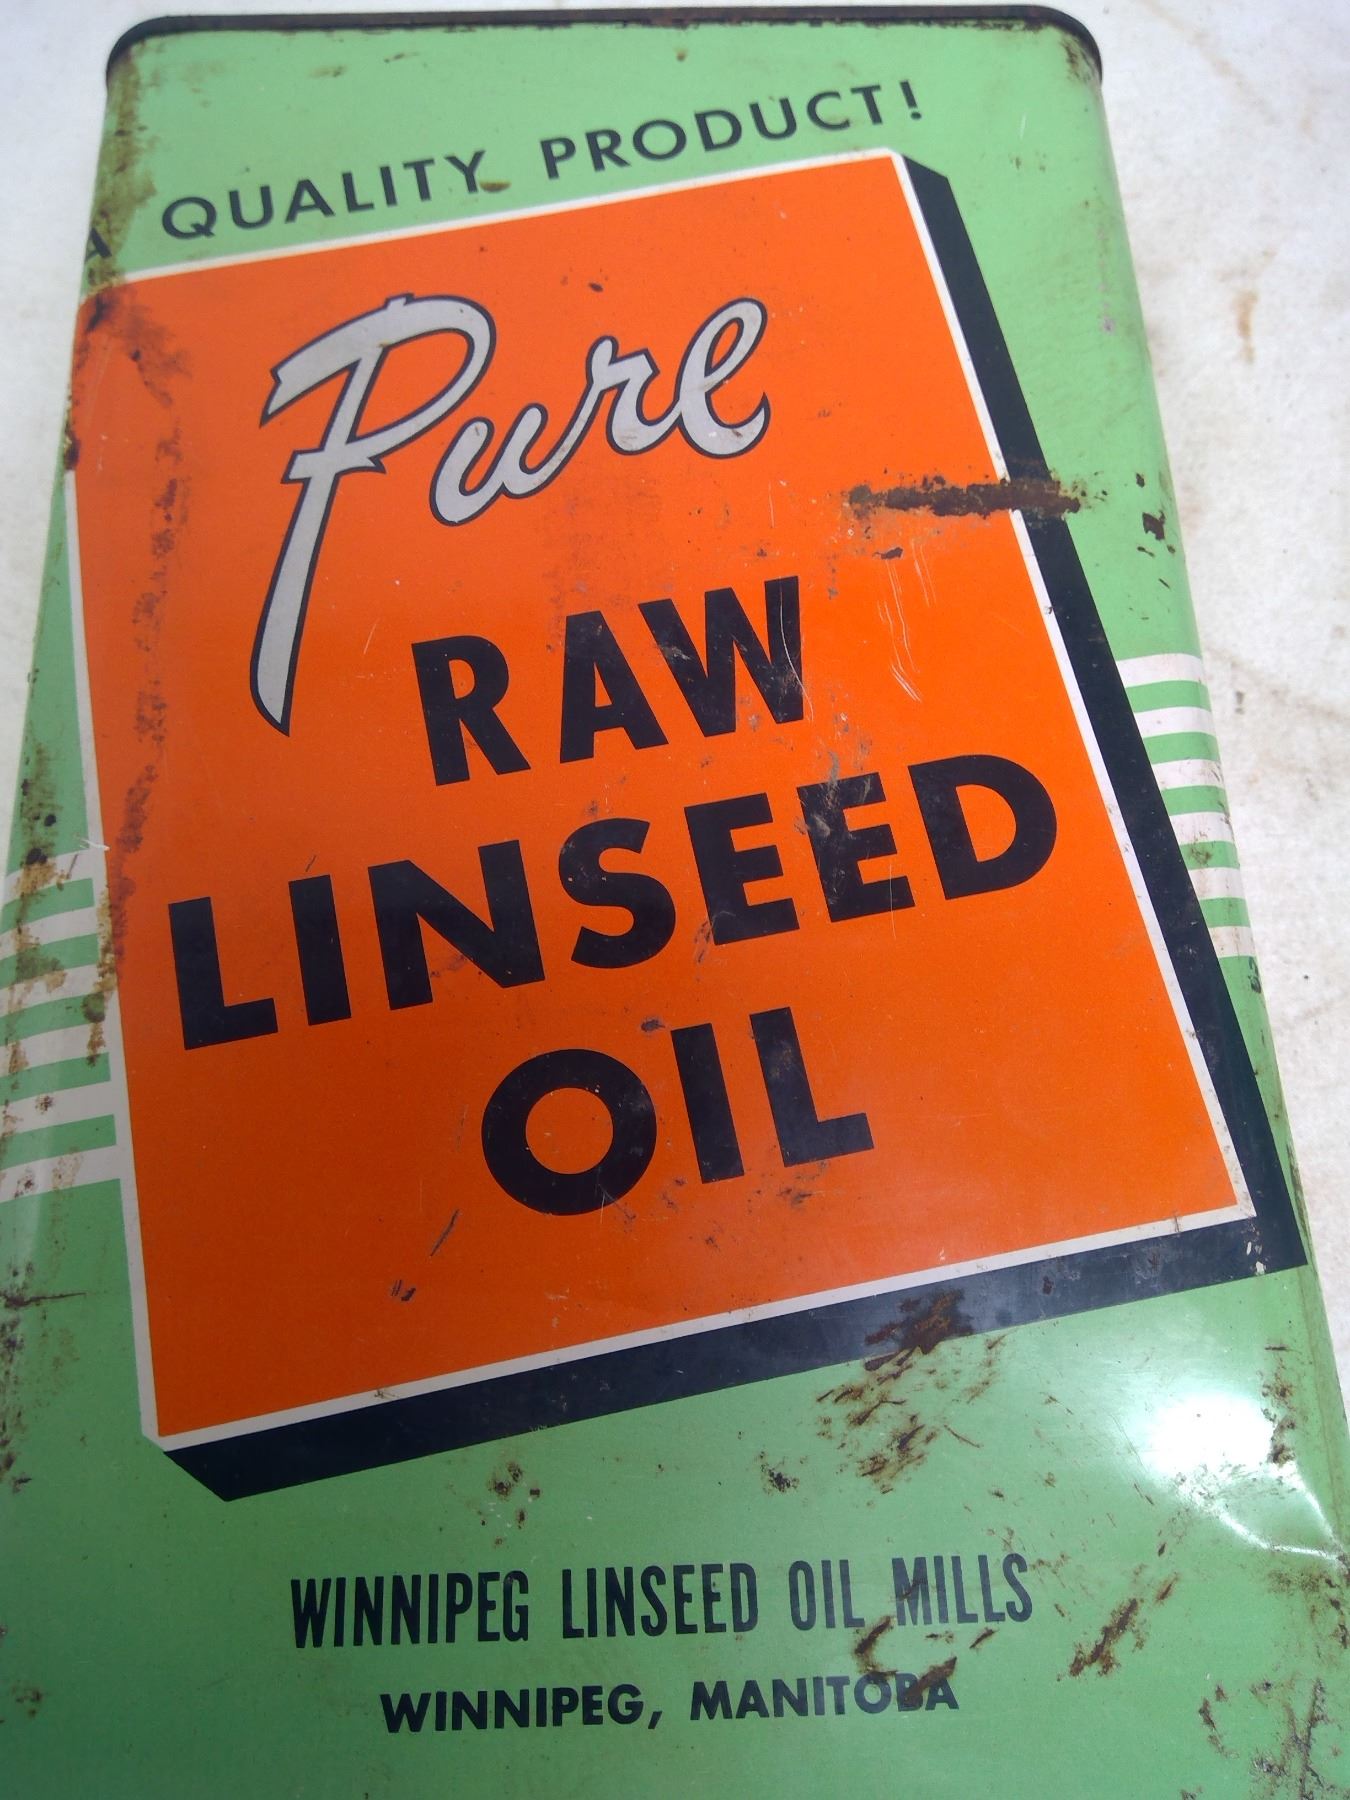 A QUALITY PRODUCT!
Pure
RAW
LINSEED
OIL
WINNIPEG LINSEED OIL MILLS
WINNIPEG, MANITOBA